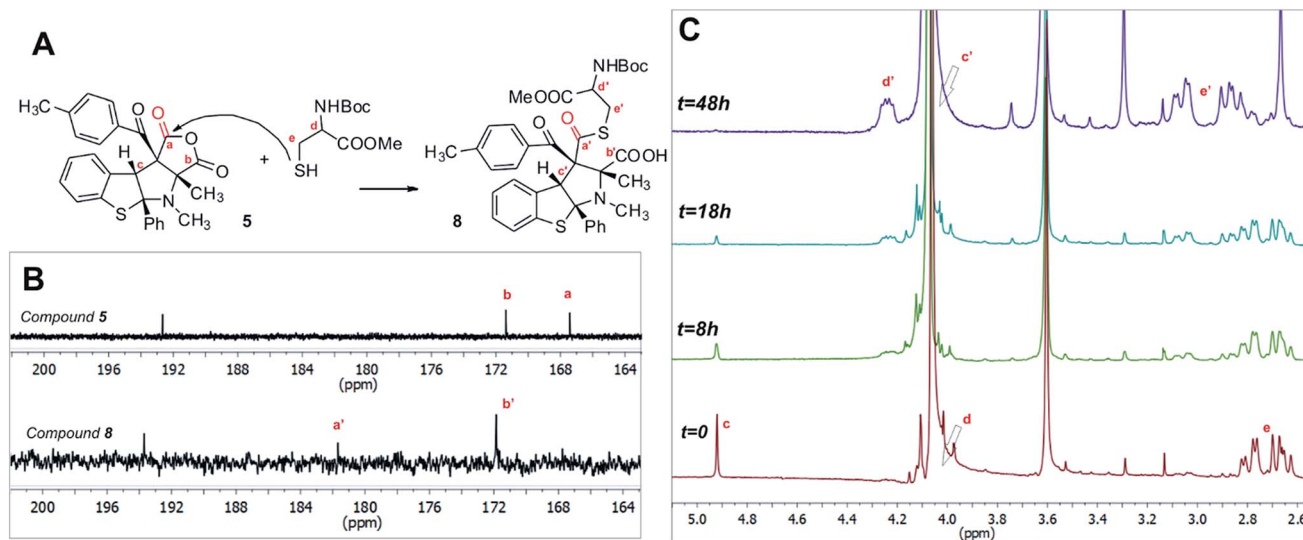 A
CH₃
O
O
a
O
H
c
b
O
CH₃
S
N
Ph
CH₃
5
+
NHBoc
d
e
COOMe
SH
NHBoc
d'
MeOOC
e'
O
S
O
a'
b'
COOH
CH₃
H
c'
CH₃
S
N
Ph
CH₃
8
B
Compound 5
b
a
200 196 192 188 184 180 176 172 168 164
(ppm)
Compound 8
a'
b'
200 196 192 188 184 180 176 172 168 164
(ppm)
C
t=48h
d'
c'
e'
t=18h
t=8h
t=0
c
d
e
5.0 4.8 4.6 4.4 4.2 4.0 3.8 3.6 3.4 3.2 3.0 2.8 2.6
(ppm)